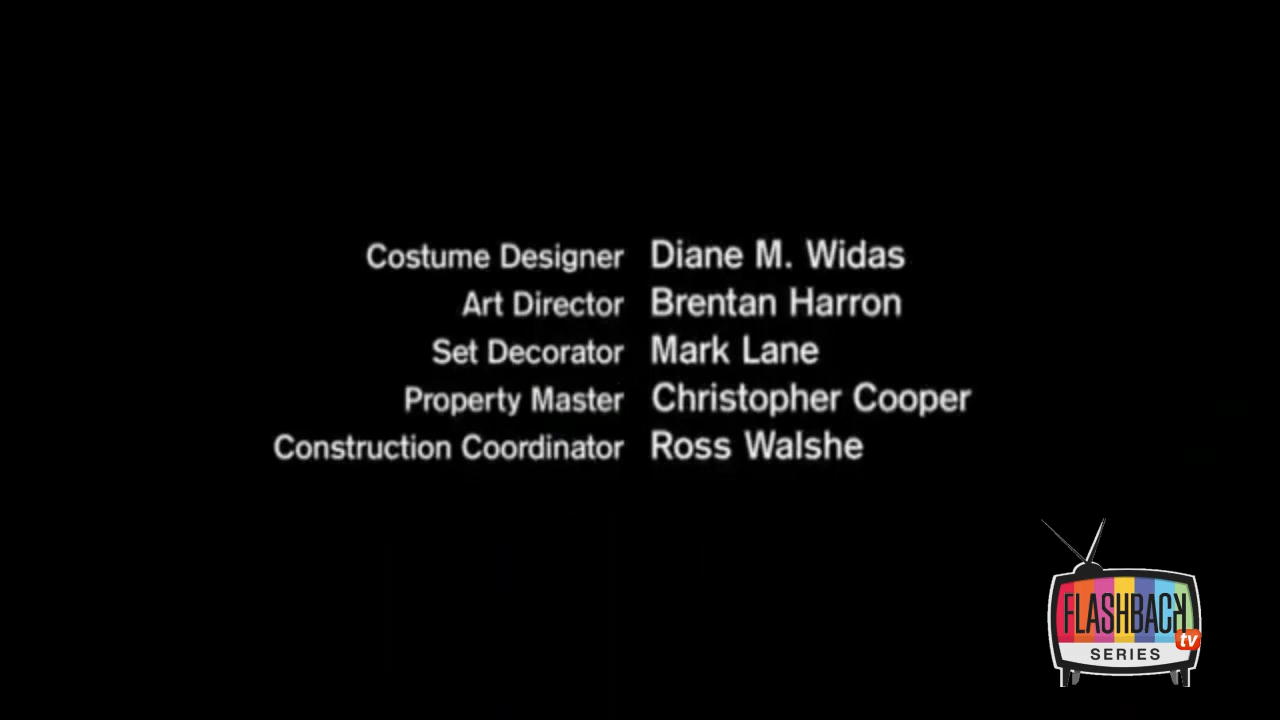 Costume Designer Diane M. Widas
Art Director Brentan Harron
Set Decorator Mark Lane
Property Master Christopher Cooper
Construction Coordinator Ross Walshe
FLASHBACK
tv
SERIES